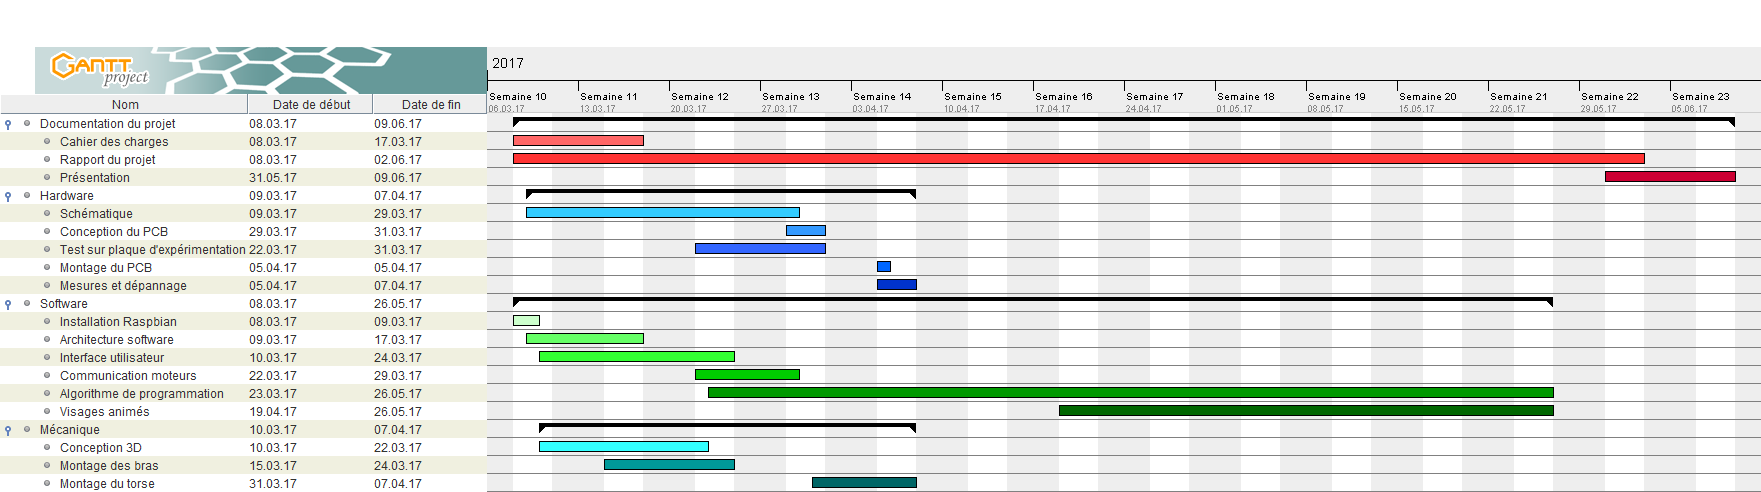 GANTT
project
2017
Nom Date de début Date de fin
Semaine 10 Semaine 11 Semaine 12 Semaine 13 Semaine 14 Semaine 15 Semaine 16 Semaine 17 Semaine 18 Semaine 19 Semaine 20 Semaine 21 Semaine 22 Semaine 23
06.03.17 13.03.17 20.03.17 27.03.17 03.04.17 10.04.17 17.04.17 24.04.17 01.05.17 08.05.17 15.05.17 22.05.17 29.05.17 05.06.17
Documentation du projet 08.03.17 09.06.17
Cahier des charges 08.03.17 17.03.17
Rapport du projet 08.03.17 02.06.17
Présentation 31.05.17 09.06.17
Hardware 09.03.17 07.04.17
Schématique 09.03.17 29.03.17
Conception du PCB 29.03.17 31.03.17
Test sur plaque d'expérimentation 22.03.17 31.03.17
Montage du PCB 05.04.17 05.04.17
Mesures et dépannage 05.04.17 07.04.17
Software 08.03.17 26.05.17
Installation Raspbian 08.03.17 09.03.17
Architecture software 09.03.17 17.03.17
Interface utilisateur 10.03.17 24.03.17
Communication moteurs 22.03.17 29.03.17
Algorithme de programmation 23.03.17 26.05.17
Visages animés 19.04.17 26.05.17
Mécanique 10.03.17 07.04.17
Conception 3D 10.03.17 22.03.17
Montage des bras 15.03.17 24.03.17
Montage du torse 31.03.17 07.04.17